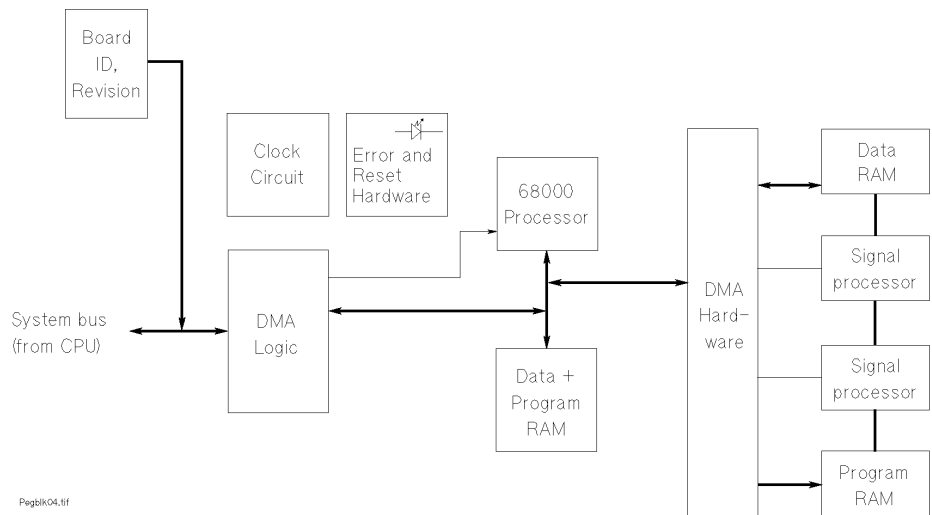 Board
ID,
Revision
Clock
Circuit
Error and
Reset
Hardware
68000
Processor
Data
RAM
Signal
processor
System bus
(from CPU)
DMA
Logic
DMA
Hard-
ware
Data +
Program
RAM
Signal
processor
Program
RAM
Pegblk04.tif